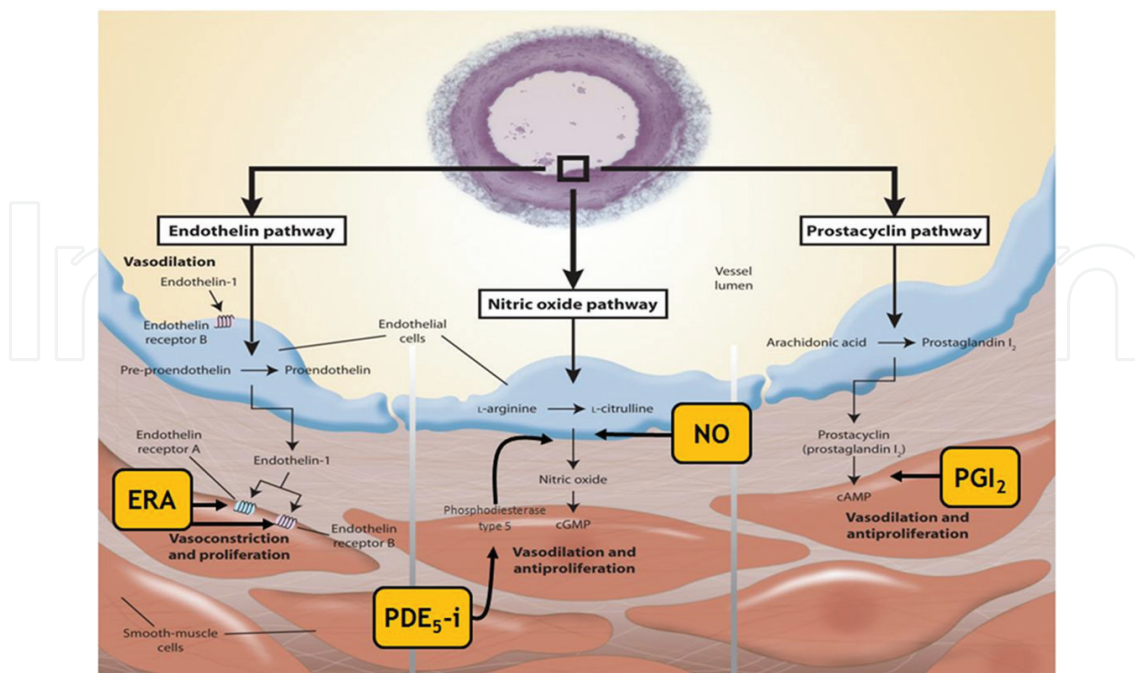 Endothelin pathway
Prostacyclin pathway
Nitric oxide pathway
Vasodilation
Endothelin-1
Endothelin
receptor B
Pre-proendothelin
Proendothelin
Endothelial
cells
Vessel
lumen
Arachidonic acid
Prostaglandin I₂
L-arginine
L-citrulline
NO
Endothelin
receptor A
Endothelin-1
ERA
Vasoconstriction
and proliferation
Endothelin
receptor B
Nitric oxide
Phosphodiesterase
type 5
cGMP
Vasodilation and
antiproliferation
PDE₅-i
Prostacyclin
(prostaglandin I₂)
cAMP
PGI₂
Vasodilation and
antiproliferation
Smooth-muscle
cells